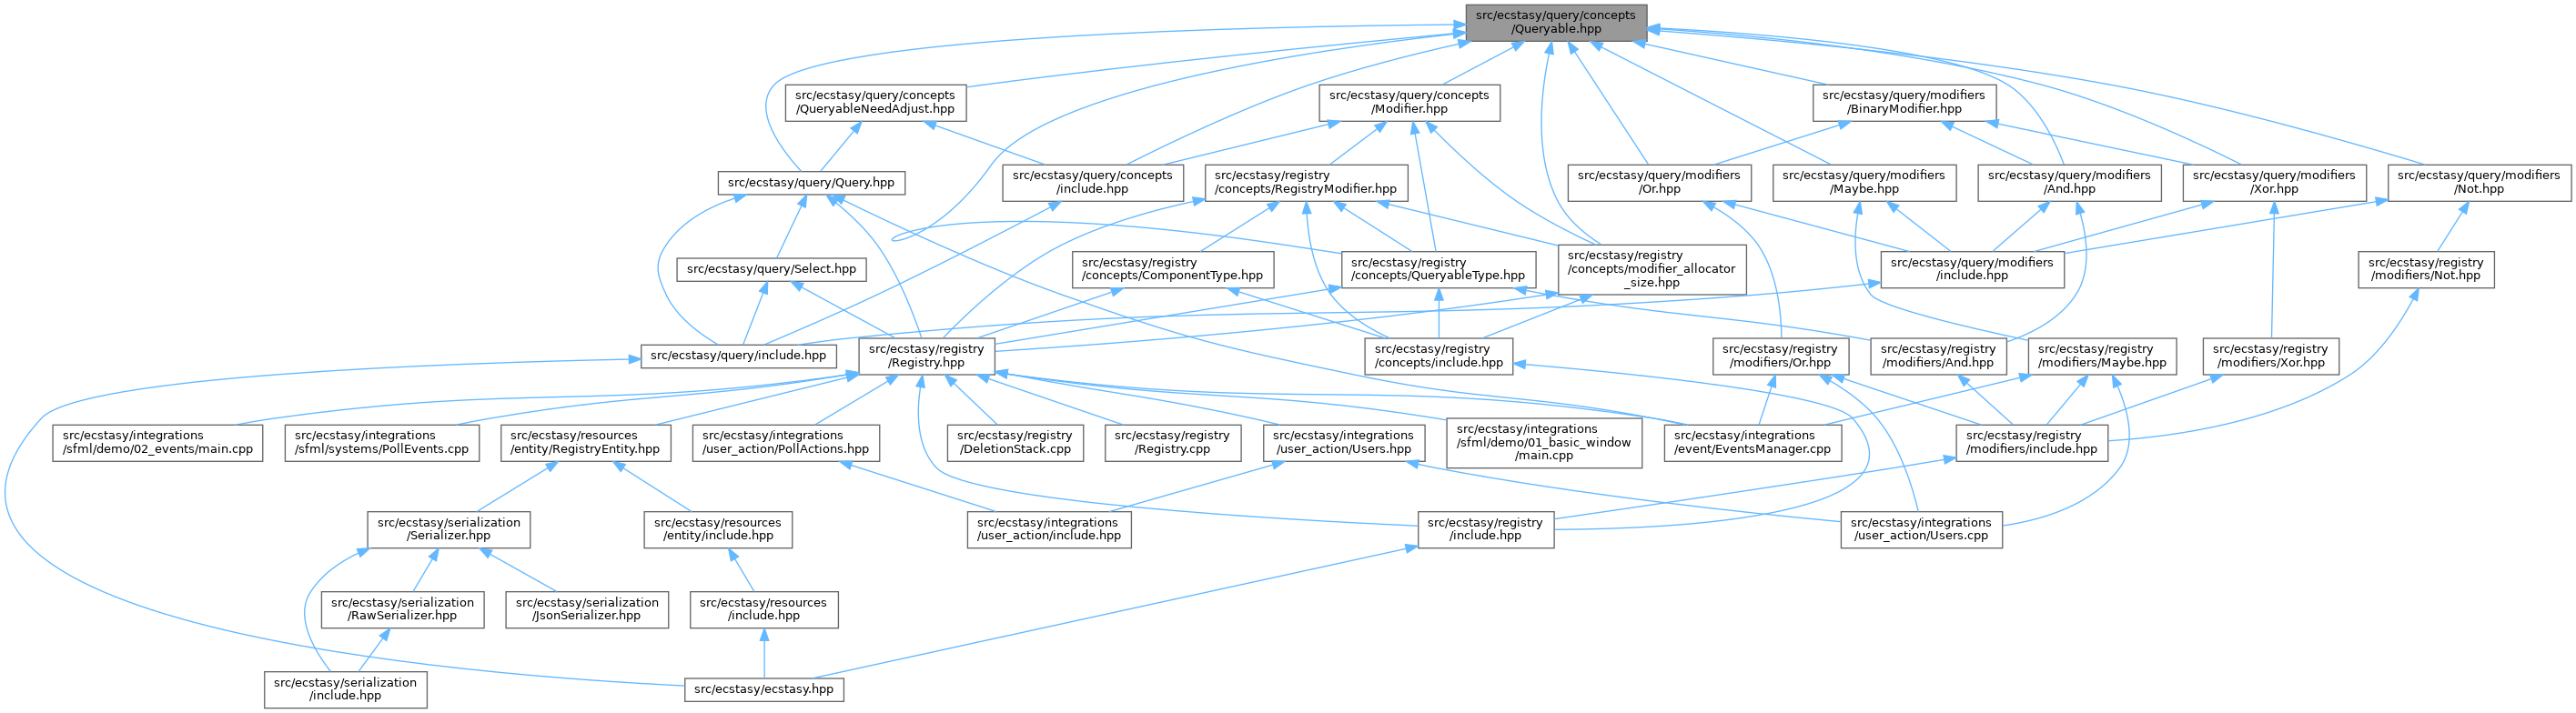 src/ecstasy/query/concepts
/Queryable.hpp
src/ecstasy/query/concepts
/QueryableNeedAdjust.hpp
src/ecstasy/query/concepts
/Modifier.hpp
src/ecstasy/query/modifiers
/BinaryModifier.hpp
src/ecstasy/query/Query.hpp
src/ecstasy/query/concepts
/include.hpp
src/ecstasy/registry
/concepts/RegistryModifier.hpp
src/ecstasy/query/modifiers
/Or.hpp
src/ecstasy/query/modifiers
/Maybe.hpp
src/ecstasy/query/modifiers
/And.hpp
src/ecstasy/query/modifiers
/Xor.hpp
src/ecstasy/query/modifiers
/Not.hpp
src/ecstasy/query/Select.hpp
src/ecstasy/registry
/concepts/ComponentType.hpp
src/ecstasy/registry
/concepts/QueryableType.hpp
src/ecstasy/registry
/concepts/modifier_allocator
_size.hpp
src/ecstasy/query/modifiers
/include.hpp
src/ecstasy/registry
/modifiers/Not.hpp
src/ecstasy/query/include.hpp
src/ecstasy/registry
/Registry.hpp
src/ecstasy/registry
/concepts/include.hpp
src/ecstasy/registry
/modifiers/Or.hpp
src/ecstasy/registry
/modifiers/And.hpp
src/ecstasy/registry
/modifiers/Maybe.hpp
src/ecstasy/registry
/modifiers/Xor.hpp
src/ecstasy/integrations
/sfml/demo/02_events/main.cpp
src/ecstasy/integrations
/sfml/systems/PollEvents.cpp
src/ecstasy/resources
/entity/RegistryEntity.hpp
src/ecstasy/integrations
/user_action/PollActions.hpp
src/ecstasy/registry
/DeletionStack.cpp
src/ecstasy/registry
/Registry.cpp
src/ecstasy/integrations
/user_action/Users.hpp
src/ecstasy/integrations
/sfml/demo/01_basic_window
/main.cpp
src/ecstasy/integrations
/event/EventsManager.cpp
src/ecstasy/registry
/modifiers/include.hpp
src/ecstasy/serialization
/Serializer.hpp
src/ecstasy/resources
/entity/include.hpp
src/ecstasy/integrations
/user_action/include.hpp
src/ecstasy/registry
/include.hpp
src/ecstasy/integrations
/user_action/Users.cpp
src/ecstasy/serialization
/RawSerializer.hpp
src/ecstasy/serialization
/JsonSerializer.hpp
src/ecstasy/resources
/include.hpp
src/ecstasy/serialization
/include.hpp
src/ecstasy/ecstasy.hpp